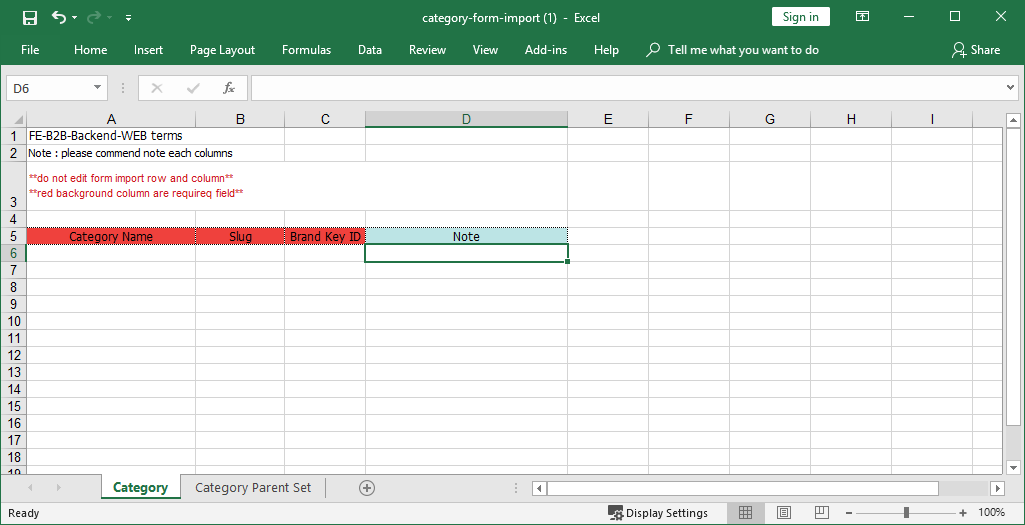 category-form-import (1) - Excel
Sign in
File Home Insert Page Layout Formulas Data Review View Add-ins Help Tell me what you want to do Share
D6 fx
A B C D E F G H I
1 FE-B2B-Backend-WEB terms
2 Note : please commend note each columns
**do not edit form import row and column**
**red background column are requireq field**
3
4
5 Category Name Slug Brand Key ID Note
6
7
8
9
10
11
12
13
14
15
16
17
18
19
Category Category Parent Set
Ready Display Settings 100%